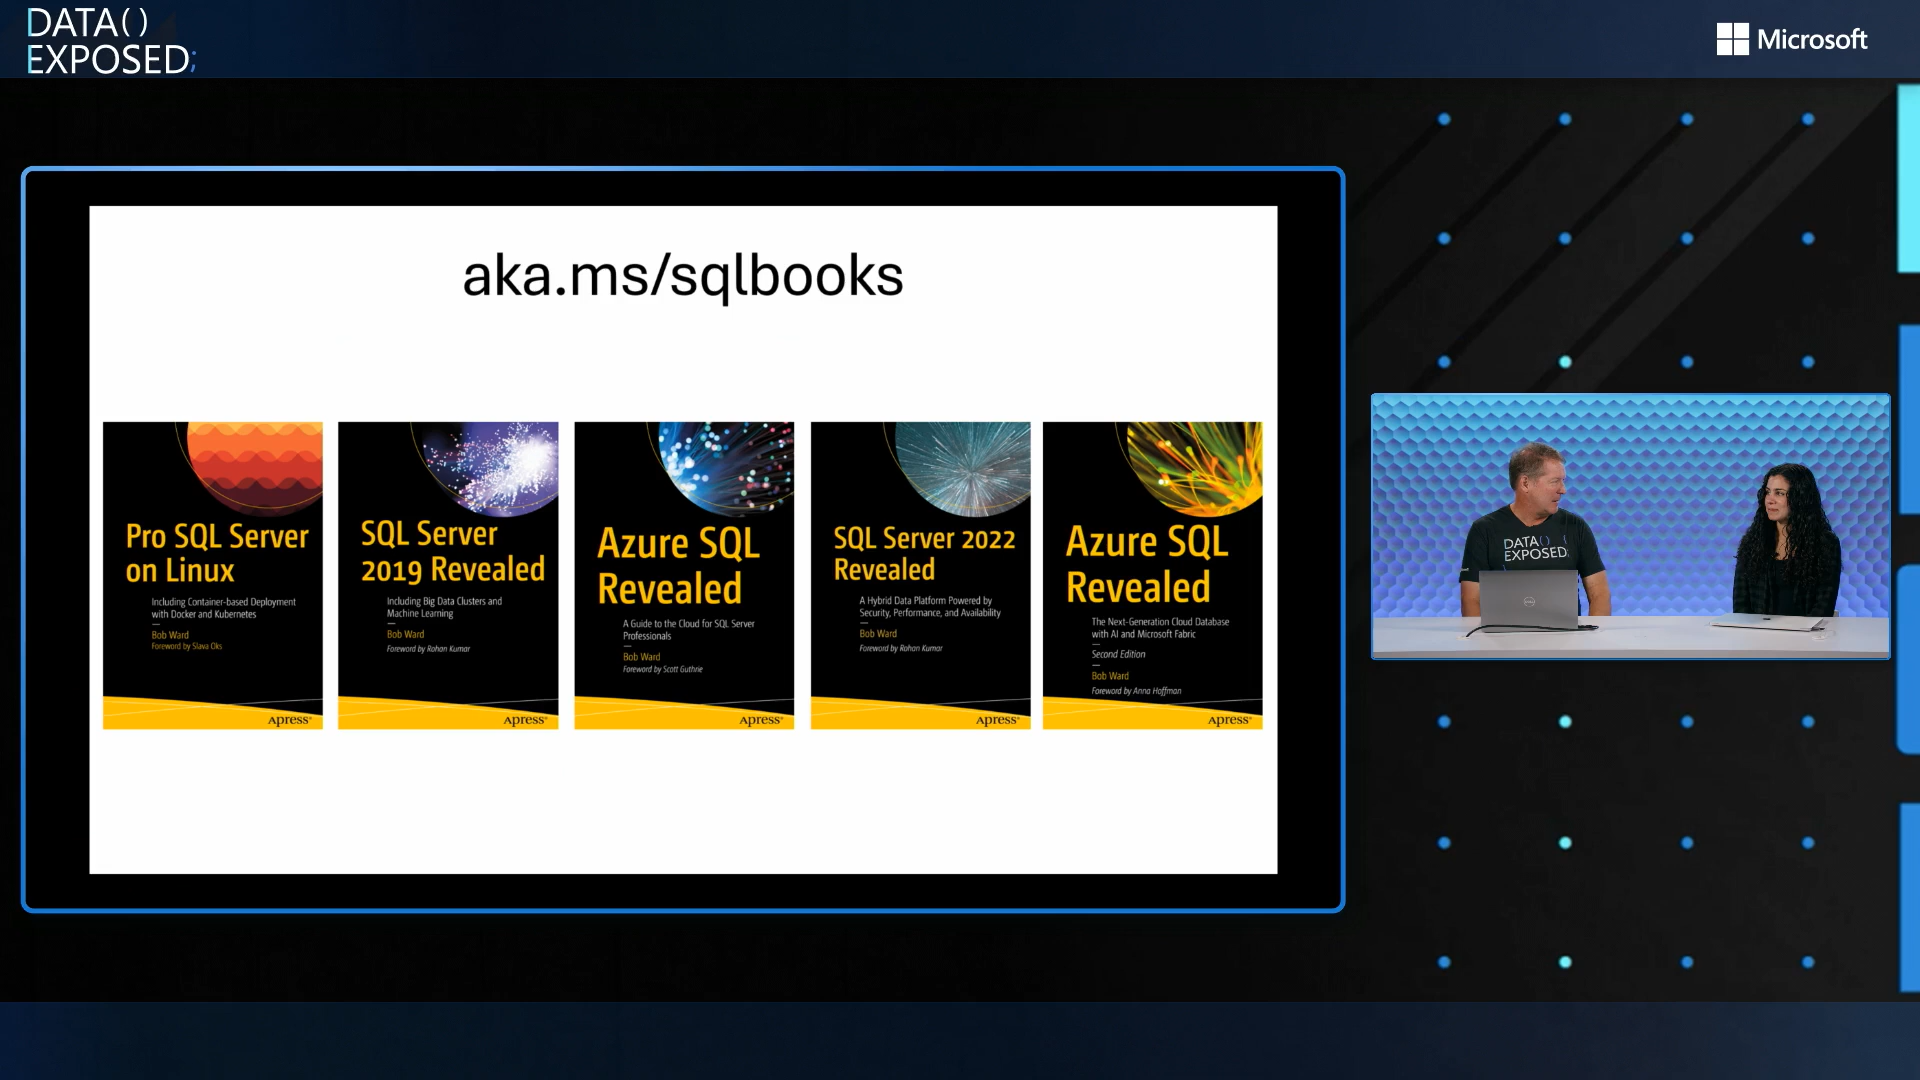 DATA()
EXPOSED;
Microsoft
aka.ms/sqlbooks
Pro SQL Server
on Linux
Including Container-based Deployment
with Docker and Kubernetes
Bob Ward
Foreword by Slava Oks
Apress®
SQL Server
2019 Revealed
Including Big Data Clusters and
Machine Learning
Bob Ward
Foreword by Rohan Kumar
Apress®
Azure SQL
Revealed
A Guide to the Cloud for SQL Server
Professionals
Bob Ward
Foreword by Scott Guthrie
Apress®
SQL Server 2022
Revealed
A Hybrid Data Platform Powered by
Security, Performance, and Availability
Bob Ward
Foreword by Rohan Kumar
Apress®
Azure SQL
Revealed
The Next-Generation Cloud Database
with AI and Microsoft Fabric
Second Edition
Bob Ward
Foreword by Anna Hoffman
Apress®
DATA()
EXPOSED;